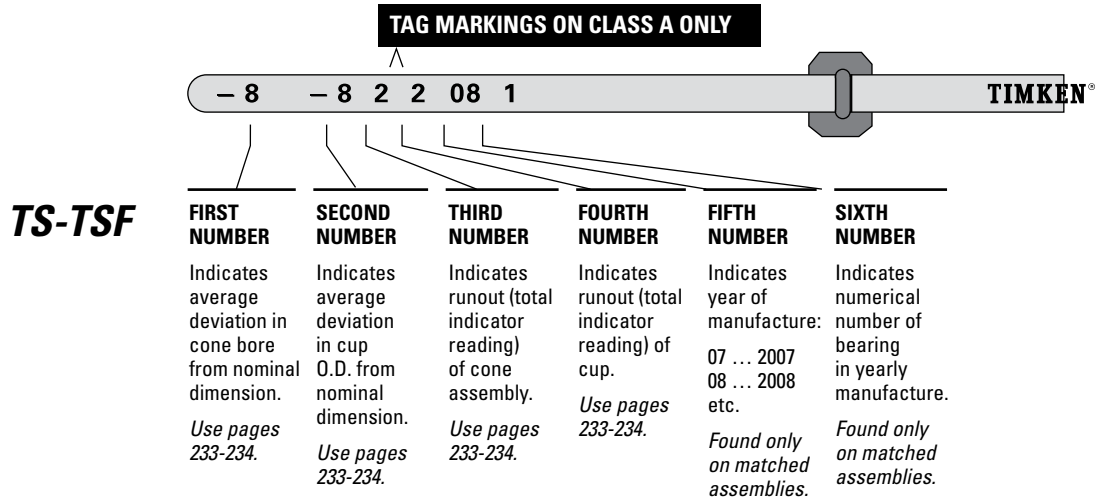 TAG MARKINGS ON CLASS A ONLY
– 8 – 8 2 2 08 1
TIMKEN®
TS-TSF
FIRST
NUMBER
Indicates
average
deviation in
cone bore
from nominal
dimension.
Use pages
233-234.
SECOND
NUMBER
Indicates
average
deviation
in cup
O.D. from
nominal
dimension.
Use pages
233-234.
THIRD
NUMBER
Indicates
runout (total
indicator
reading)
of cone
assembly.
Use pages
233-234.
FOURTH
NUMBER
Indicates
runout (total
indicator
reading) of
cup.
Use pages
233-234.
FIFTH
NUMBER
Indicates
year of
manufacture:
07 ... 2007
08 ... 2008
etc.
Found only
on matched
assemblies.
SIXTH
NUMBER
Indicates
numerical
number of
bearing
in yearly
manufacture.
Found only
on matched
assemblies.